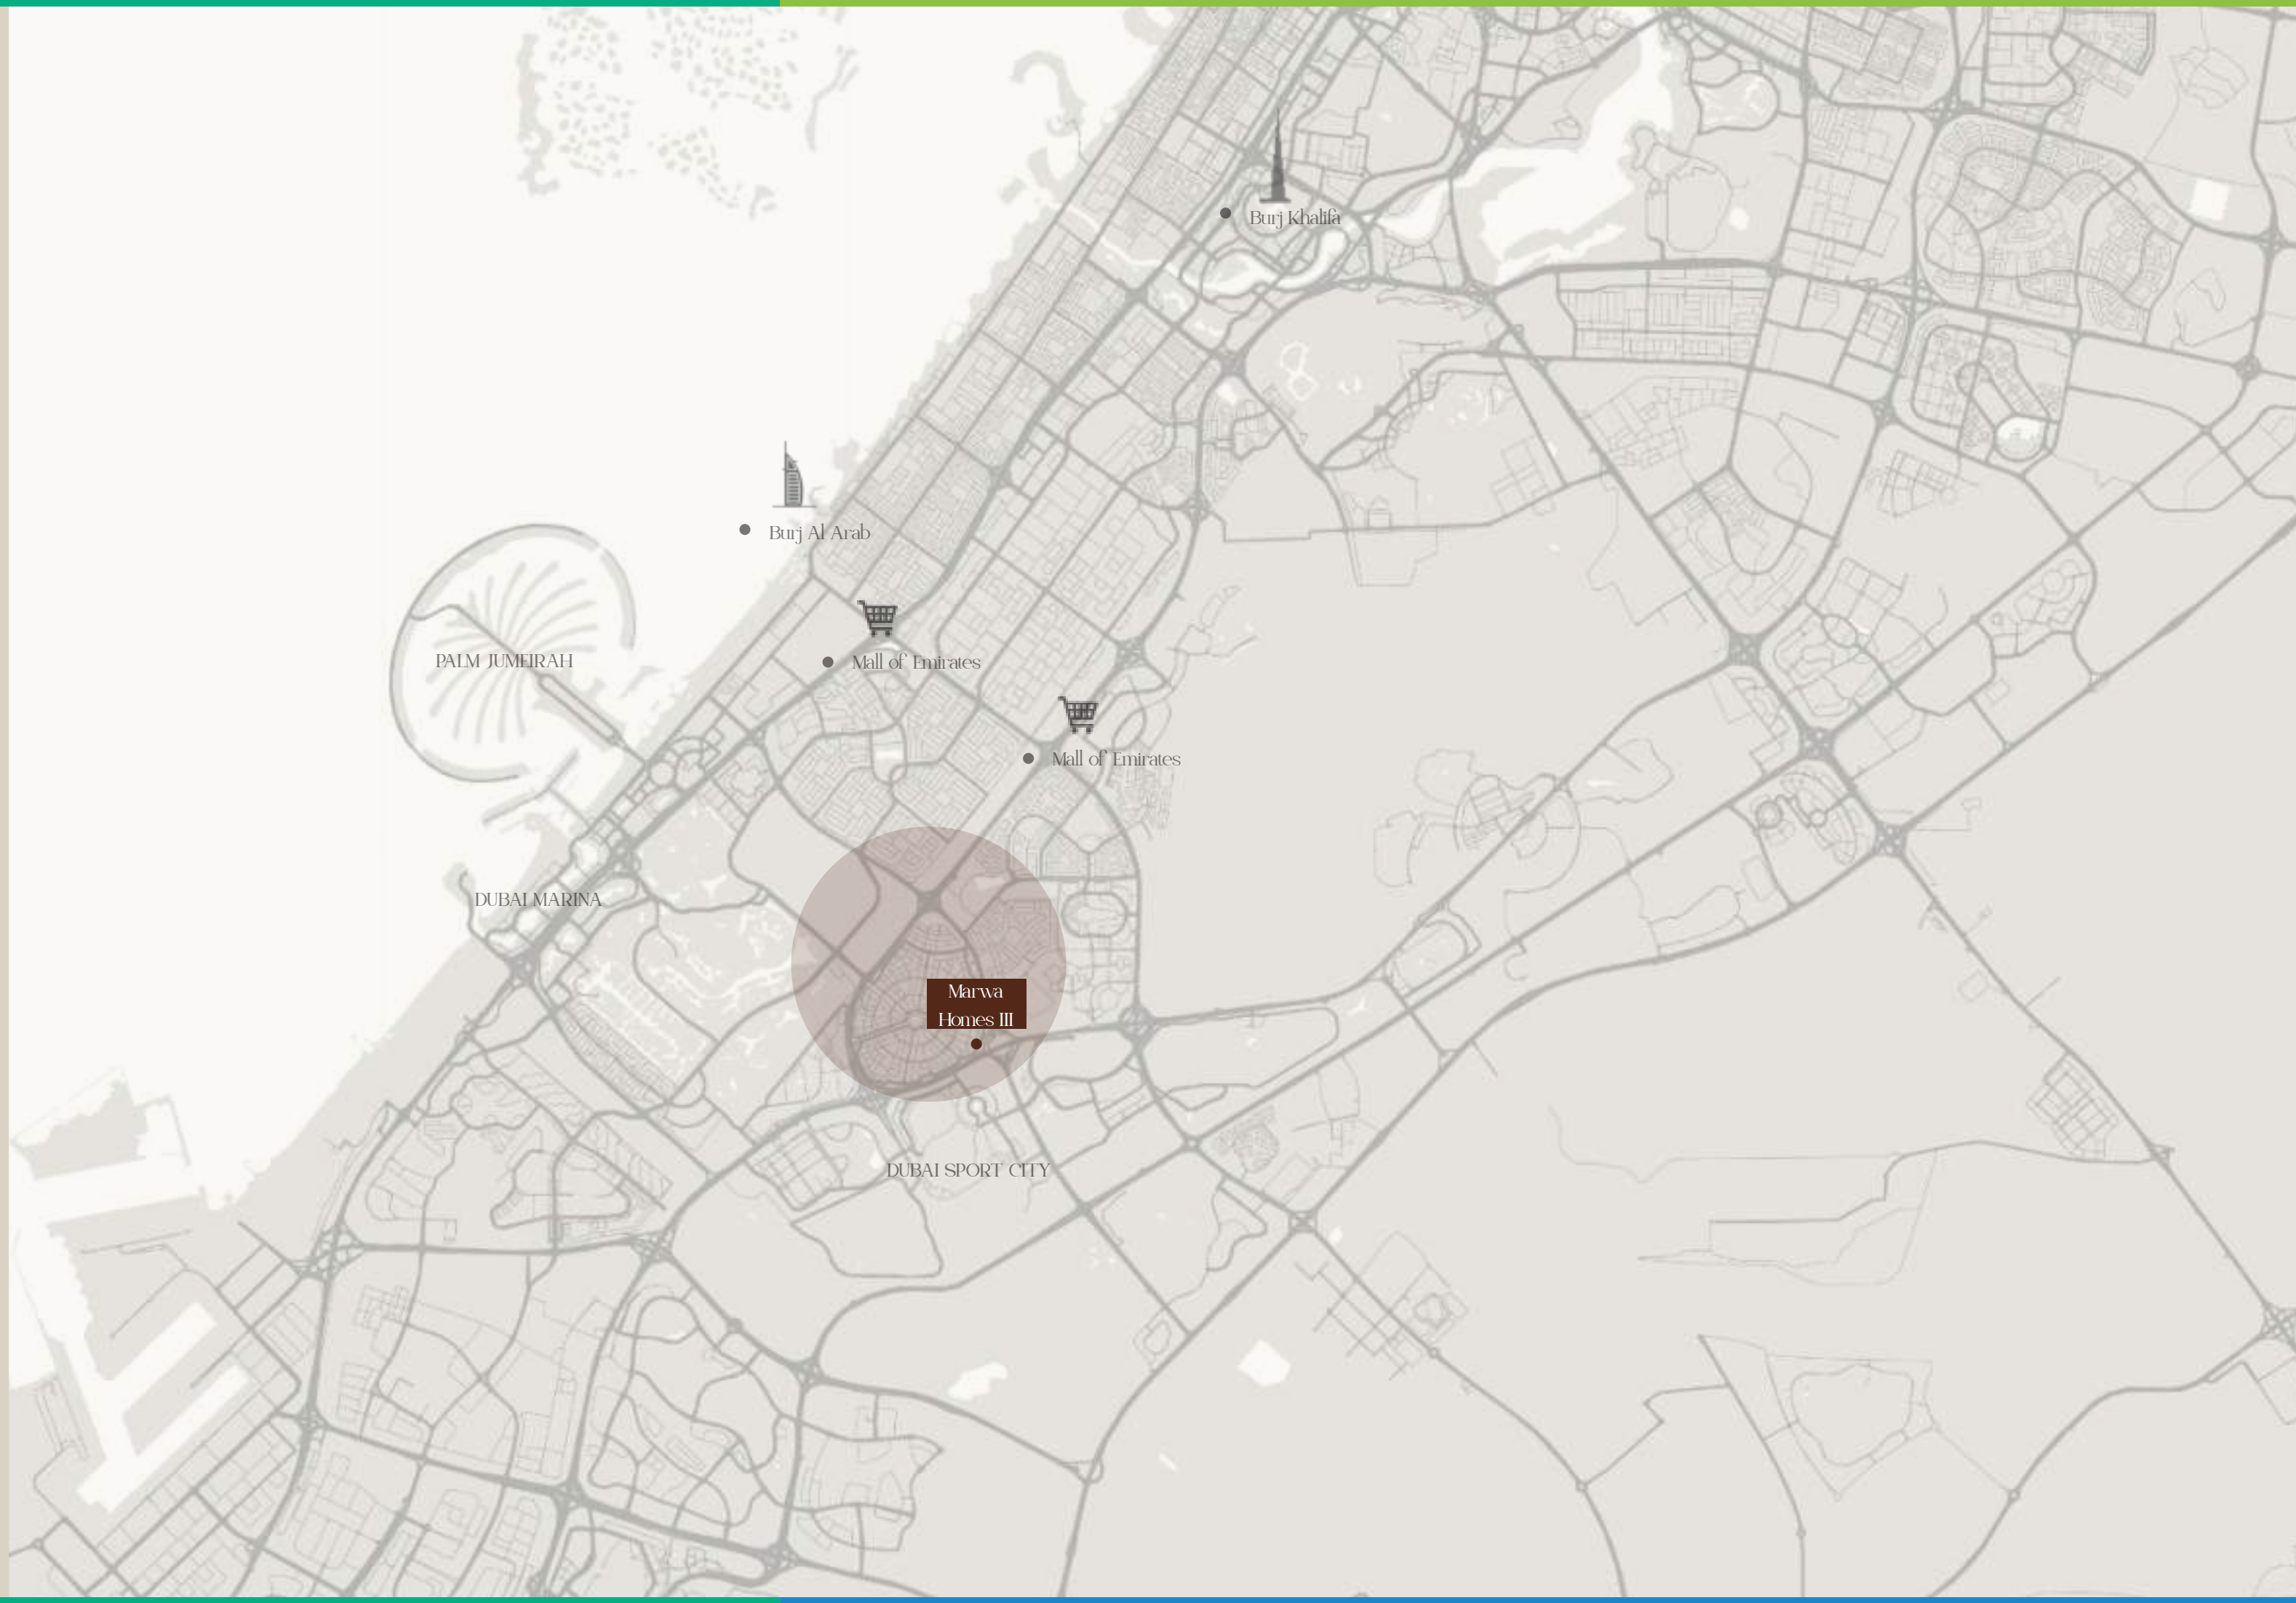 Burj Khalifa
Burj Al Arab
PALM JUMEIRAH
Mall of Emirates
Mall of Emirates
DUBAI MARINA
Marwa
Homes III
DUBAI SPORT CITY